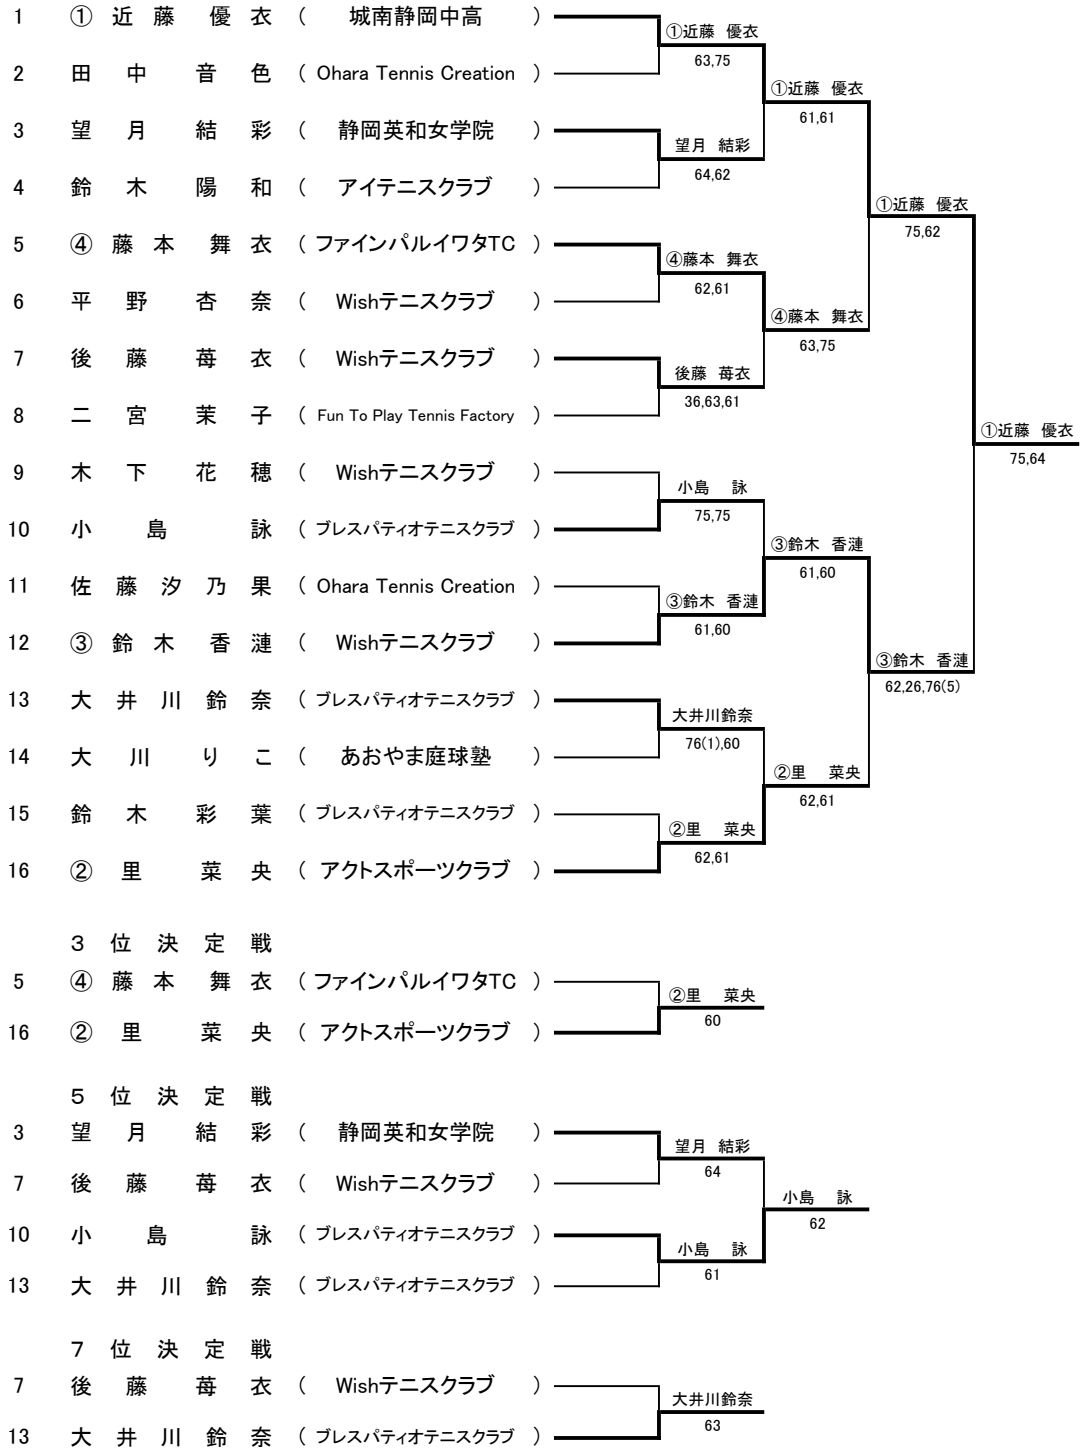 1 ① 近 藤 優 衣 ( 城南静岡中高 )
①近藤 優衣
63,75
2 田 中 音 色 ( Ohara Tennis Creation )
①近藤 優衣
61,61
3 望 月 結 彩 ( 静岡英和女学院 )
望月 結彩
64,62
4 鈴 木 陽 和 ( アイテニスクラブ )
①近藤 優衣
75,62
5 ④ 藤 本 舞 衣 ( ファインパルイワタTC )
④藤本 舞衣
62,61
6 平 野 杏 奈 ( Wishテニスクラブ )
④藤本 舞衣
63,75
7 後 藤 苺 衣 ( Wishテニスクラブ )
後藤 苺衣
36,63,61
8 二 宮 茉 子 ( Fun To Play Tennis Factory )
①近藤 優衣
75,64
9 木 下 花 穂 ( Wishテニスクラブ )
小島 詠
75,75
10 小 島 詠 ( ブレスパティオテニスクラブ )
③鈴木 香漣
61,60
11 佐 藤 汐 乃 果 ( Ohara Tennis Creation )
③鈴木 香漣
61,60
12 ③ 鈴 木 香 漣 ( Wishテニスクラブ )
③鈴木 香漣
62,26,76(5)
13 大 井 川 鈴 奈 ( ブレスパティオテニスクラブ )
大井川鈴奈
76(1),60
14 大 川 り こ ( あおやま庭球塾 )
②里 菜央
62,61
15 鈴 木 彩 葉 ( ブレスパティオテニスクラブ )
②里 菜央
62,61
16 ② 里 菜 央 ( アクトスポーツクラブ )
3 位 決 定 戦
5 ④ 藤 本 舞 衣 ( ファインパルイワタTC )
②里 菜央
60
16 ② 里 菜 央 ( アクトスポーツクラブ )
5 位 決 定 戦
3 望 月 結 彩 ( 静岡英和女学院 )
望月 結彩
64
7 後 藤 苺 衣 ( Wishテニスクラブ )
小島 詠
62
10 小 島 詠 ( ブレスパティオテニスクラブ )
小島 詠
61
13 大 井 川 鈴 奈 ( ブレスパティオテニスクラブ )
7 位 決 定 戦
7 後 藤 苺 衣 ( Wishテニスクラブ )
大井川鈴奈
63
13 大 井 川 鈴 奈 ( ブレスパティオテニスクラブ )